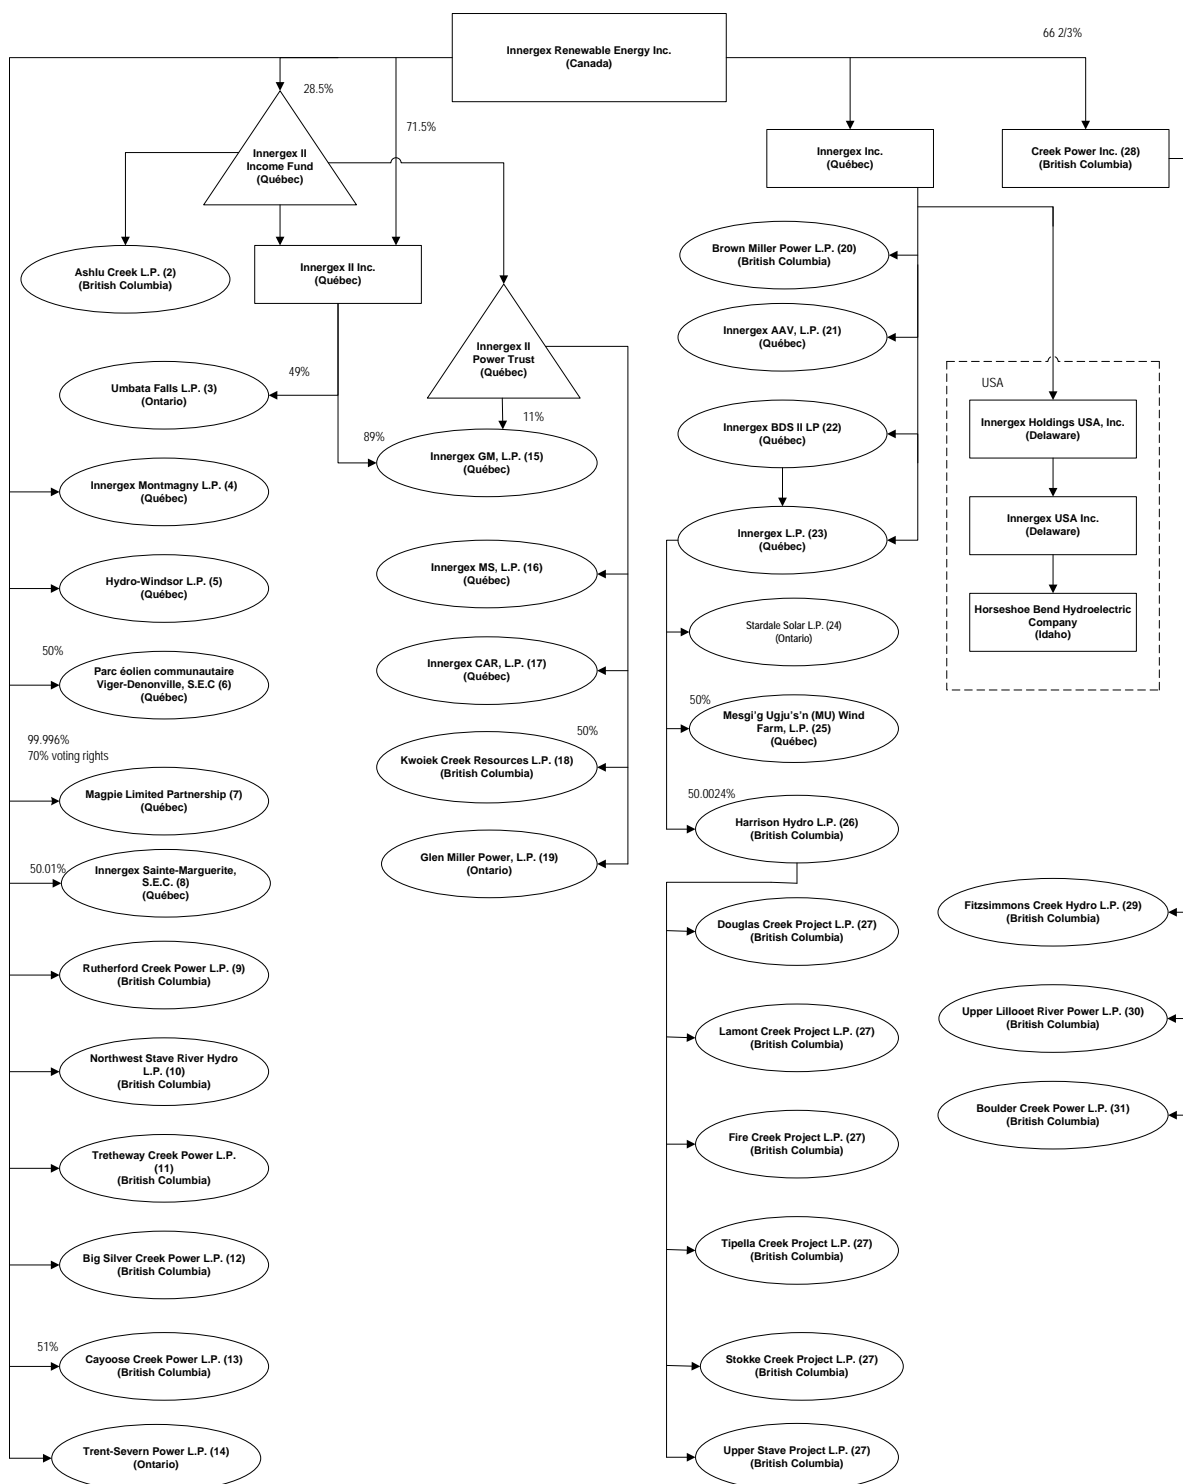 66 2/3%
Innergex Renewable Energy Inc.
(Canada)
28.5%
71.5%
Innergex II
Income Fund
(Québec)
Innergex Inc.
(Québec)
Creek Power Inc. (28)
(British Columbia)
Ashlu Creek L.P. (2)
(British Columbia)
Innergex II Inc.
(Québec)
Brown Miller Power L.P. (20)
(British Columbia)
Innergex II
Power Trust
(Québec)
Innergex AAV, L.P. (21)
(Québec)
49%
Umbata Falls L.P. (3)
(Ontario)
USA
11%
89%
Innergex GM, L.P. (15)
(Québec)
Innergex BDS II LP (22)
(Québec)
Innergex Holdings USA, Inc.
(Delaware)
Innergex Montmagny L.P. (4)
(Québec)
Innergex L.P. (23)
(Québec)
Innergex USA Inc.
(Delaware)
Hydro-Windsor L.P. (5)
(Québec)
Innergex MS, L.P. (16)
(Québec)
Stardale Solar L.P. (24)
(Ontario)
Horseshoe Bend Hydroelectric
Company
(Idaho)
50%
Parc éolien communautaire
Viger-Denonville, S.E.C (6)
(Québec)
Innergex CAR, L.P. (17)
(Québec)
50%
Mesgi'g Ugju's'n (MU) Wind
Farm, L.P. (25)
(Québec)
99.996%
70% voting rights
Magpie Limited Partnership (7)
(Québec)
50%
Kwoiek Creek Resources L.P. (18)
(British Columbia)
50.0024%
Harrison Hydro L.P. (26)
(British Columbia)
50.01%
Innergex Sainte-Marguerite,
S.E.C. (8)
(Québec)
Glen Miller Power, L.P. (19)
(Ontario)
Douglas Creek Project L.P. (27)
(British Columbia)
Fitzsimmons Creek Hydro L.P. (29)
(British Columbia)
Rutherford Creek Power L.P. (9)
(British Columbia)
Lamont Creek Project L.P. (27)
(British Columbia)
Upper Lillooet River Power L.P. (30)
(British Columbia)
Northwest Stave River Hydro
L.P. (10)
(British Columbia)
Fire Creek Project L.P. (27)
(British Columbia)
Boulder Creek Power L.P. (31)
(British Columbia)
Tretheway Creek Power L.P.
(11)
(British Columbia)
Tipella Creek Project L.P. (27)
(British Columbia)
Big Silver Creek Power L.P. (12)
(British Columbia)
51%
Cayoose Creek Power L.P. (13)
(British Columbia)
Stokke Creek Project L.P. (27)
(British Columbia)
Trent-Severn Power L.P. (14)
(Ontario)
Upper Stave Project L.P. (27)
(British Columbia)